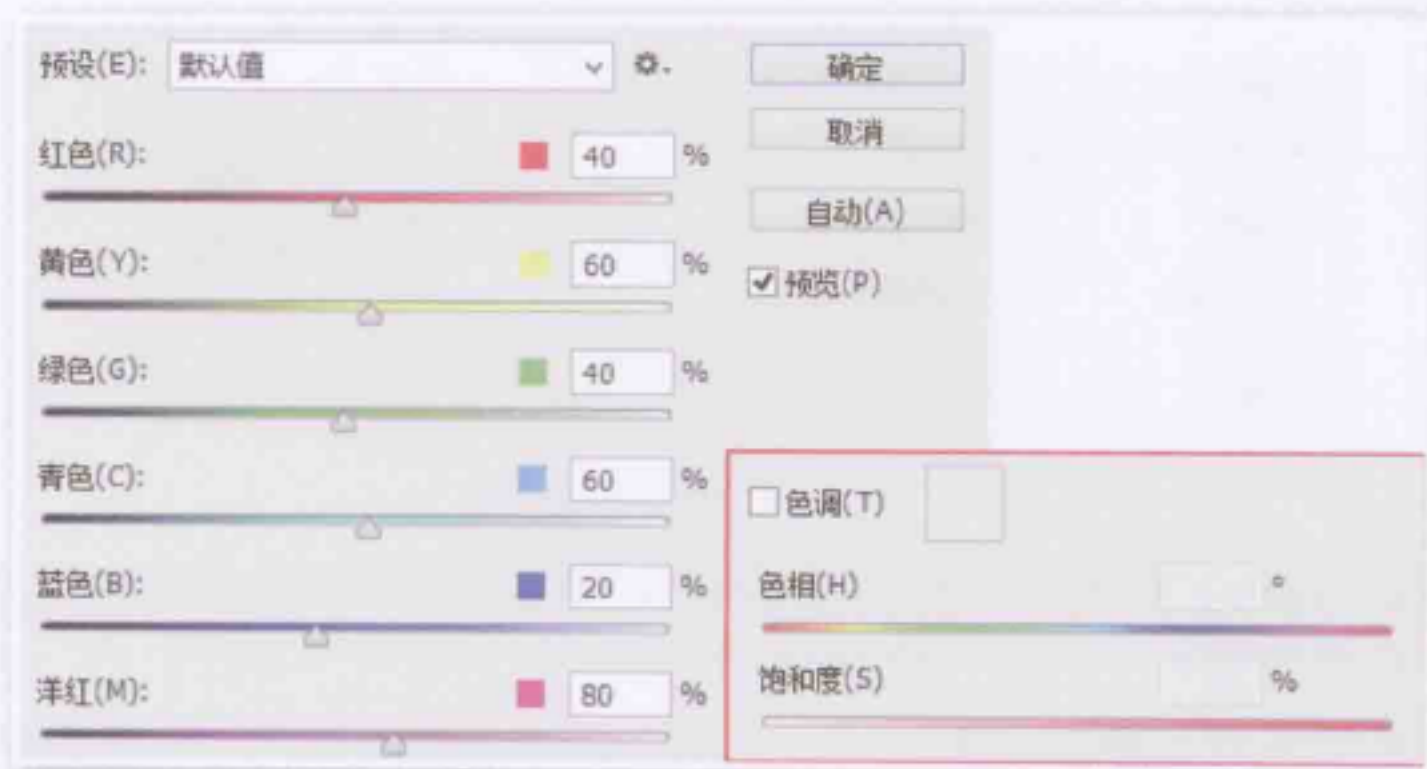 预设(E): 默认值
确定
取消
自动(A)
预览(P)
红色(R): 40 %
黄色(Y): 60 %
绿色(G): 40 %
青色(C): 60 %
蓝色(B): 20 %
洋红(M): 80 %
色调(T)
色相(H) °
饱和度(S) %